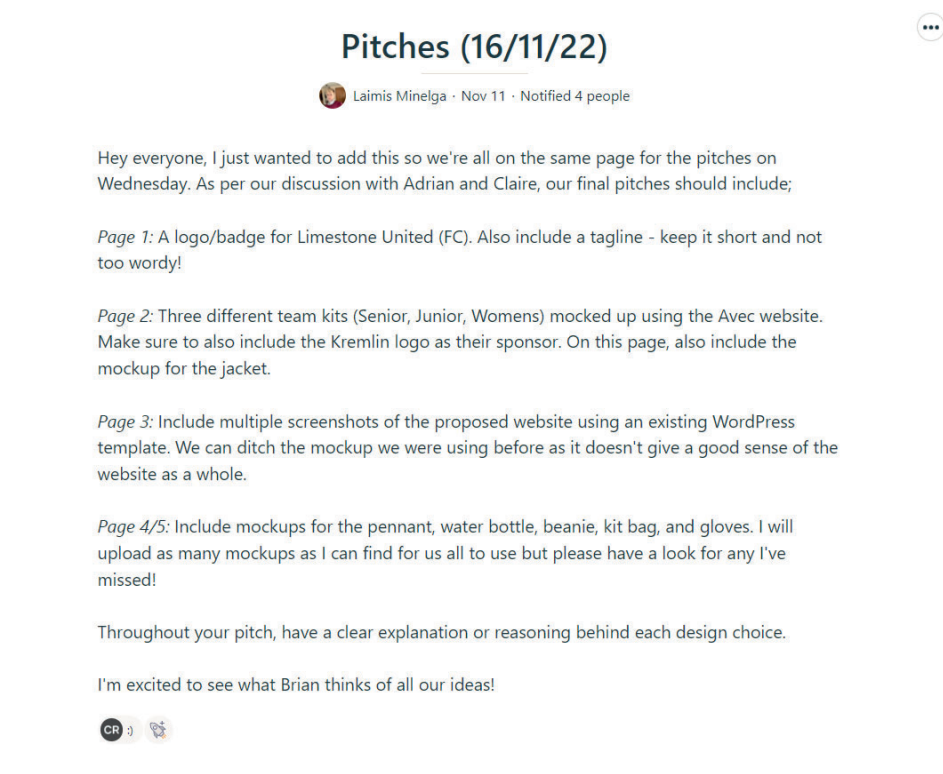 Pitches (16/11/22)
Laimis Minelga · Nov 11 · Notified 4 people
Hey everyone, I just wanted to add this so we're all on the same page for the pitches on
Wednesday. As per our discussion with Adrian and Claire, our final pitches should include;
Page 1: A logo/badge for Limestone United (FC). Also include a tagline - keep it short and not
too wordy!
Page 2: Three different team kits (Senior, Junior, Womens) mocked up using the Avec website.
Make sure to also include the Kremlin logo as their sponsor. On this page, also include the
mockup for the jacket.
Page 3: Include multiple screenshots of the proposed website using an existing WordPress
template. We can ditch the mockup we were using before as it doesn't give a good sense of the
website as a whole.
Page 4/5: Include mockups for the pennant, water bottle, beanie, kit bag, and gloves. I will
upload as many mockups as I can find for us all to use but please have a look for any I've
missed!
Throughout your pitch, have a clear explanation or reasoning behind each design choice.
I'm excited to see what Brian thinks of all our ideas!
CR :)